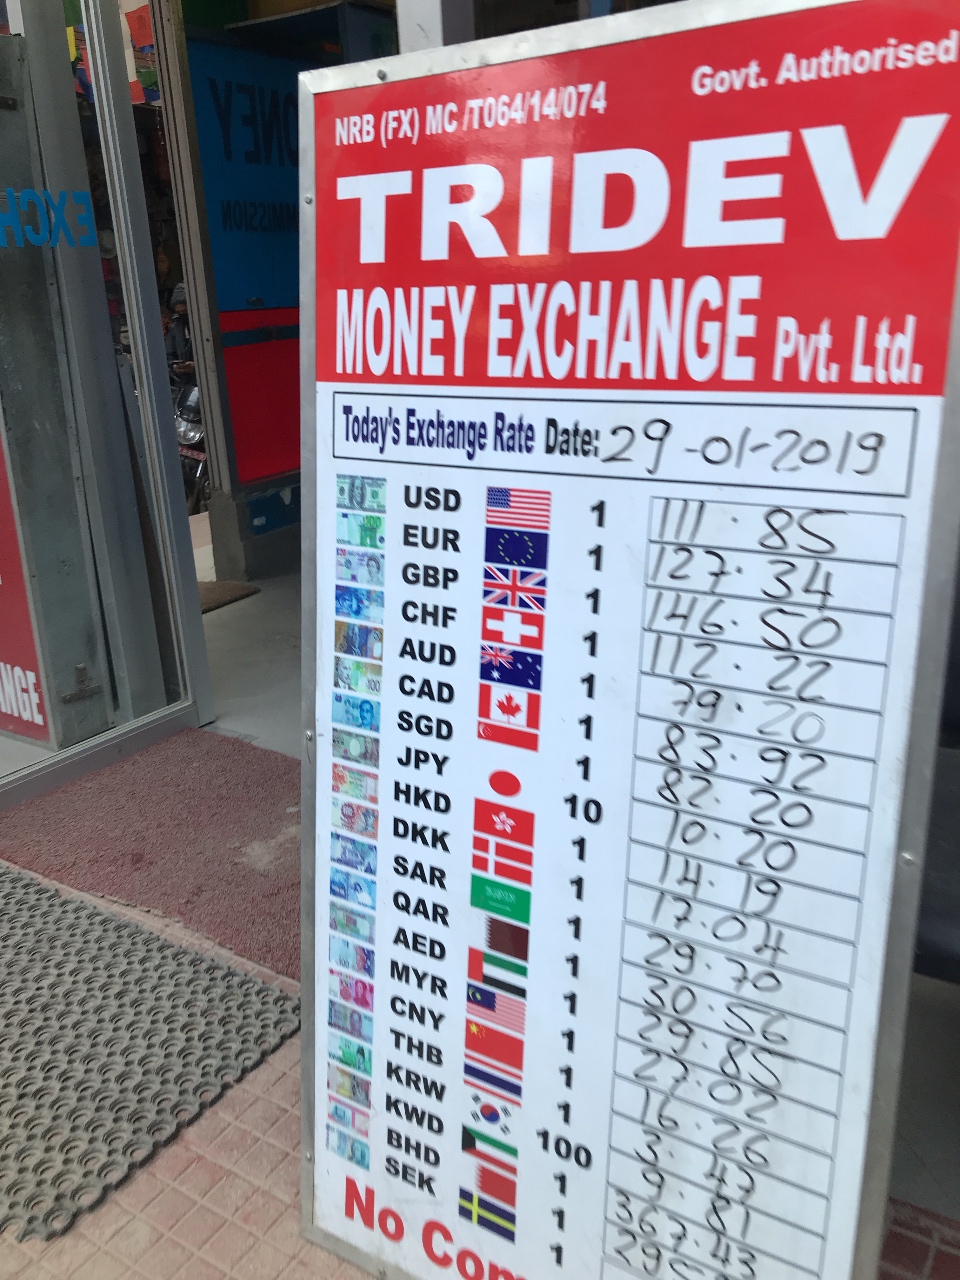 NRB (FX) MC /T064/14/074
Govt. Authorised
TRIDEV
MONEY EXCHANGE Pvt. Ltd.
Today's Exchange Rate Date: 29-01-2019
USD 1 111.85
EUR 1 127.34
GBP 1 146.50
CHF 1 112.22
AUD 1 79.20
CAD 1 83.92
SGD 1 82.20
JPY 10 10.20
HKD 1 14.19
DKK 1 17.04
SAR 1 29.70
QAR 1 30.56
AED 1 29.85
MYR 1 27.02
CNY 1 16.26
THB 1
KRW 100 9.81
KWD 1 367.43
BHD 1
SEK 1
No Com
MONEY
MMISSION
EXCH
NGE